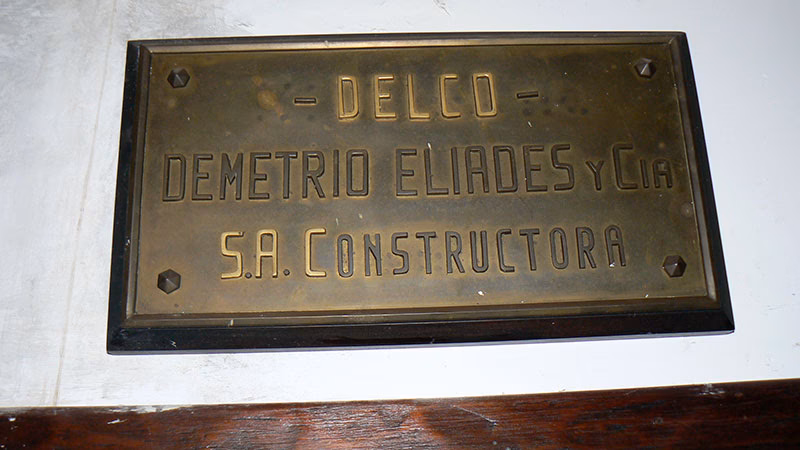 - DELCO -
DEMETRIO ELIADES Y CIA
S.A. CONSTRUCTORA